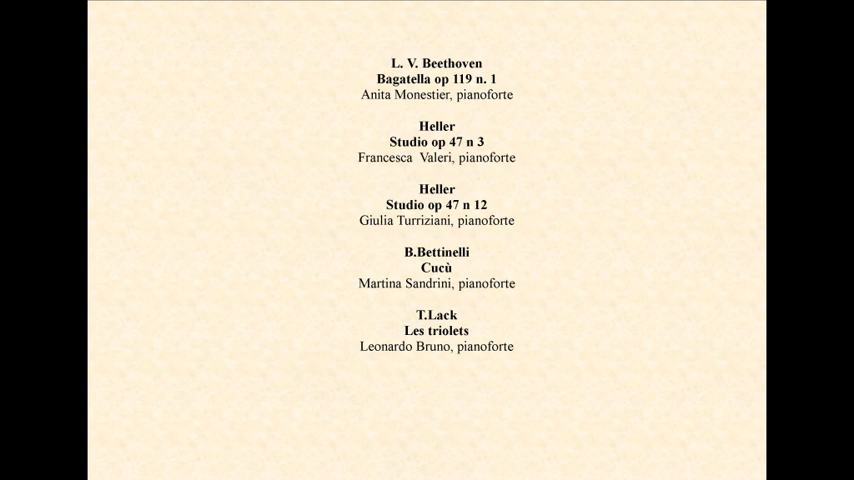 L. V. Beethoven
Bagatella op 119 n. 1
Anita Monestier, pianoforte
Heller
Studio op 47 n 3
Francesca  Valeri, pianoforte
Heller
Studio op 47 n 12
Giulia Turriziani, pianoforte
B.Bettinelli
Cucù
Martina Sandrini, pianoforte
T.Lack
Les triolets
Leonardo Bruno, pianoforte